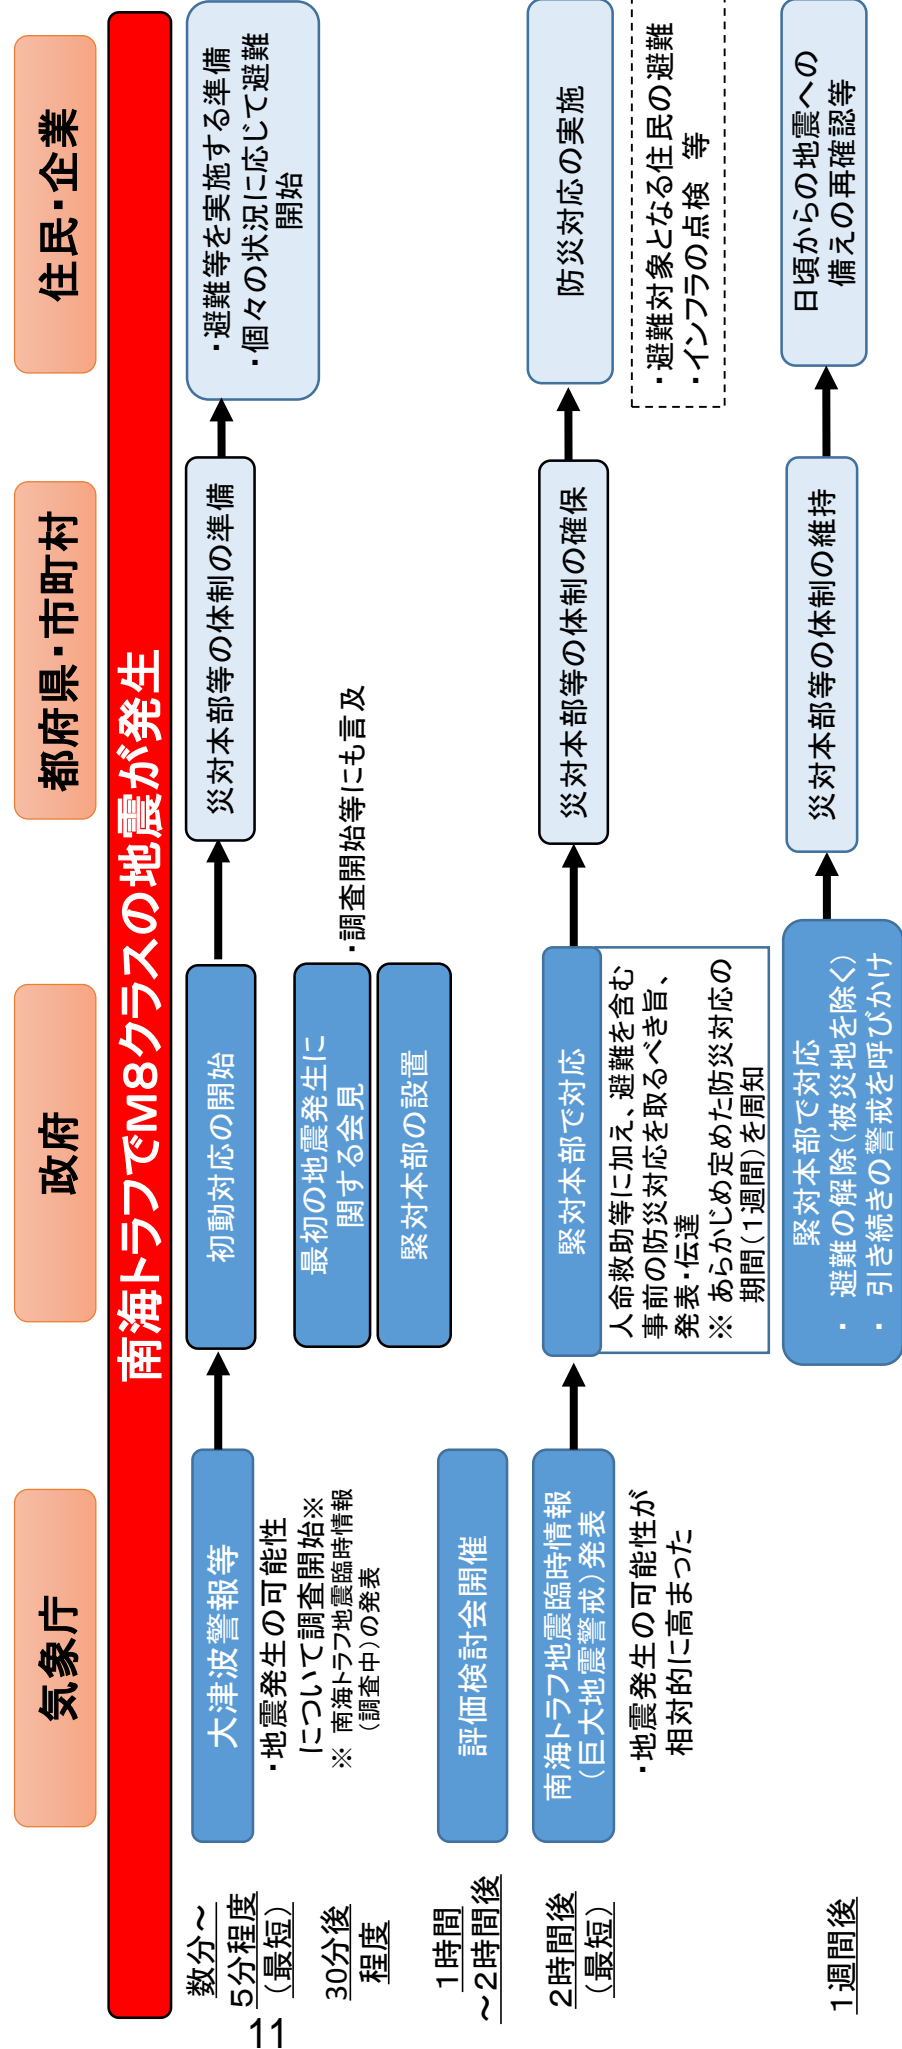 気象庁
政府
都府県・市町村
住民・企業
南海トラフでM8クラスの地震が発生
数分～
5分程度
（最短）
大津波警報等
・地震発生の可能性
について調査開始※
※ 南海トラフ地震臨時情報
（調査中）の発表
初動対応の開始
災対本部等の体制の準備
・避難等を実施する準備
・個々の状況に応じて避難
開始
30分後
程度
最初の地震発生に
関する会見
・調査開始等にも言及
緊対本部の設置
1時間
～2時間後
評価検討会開催
2時間後
（最短）
南海トラフ地震臨時情報
（巨大地震警戒）発表
・地震発生の可能性が
相対的に高まった
緊対本部で対応
人命救助等に加え、避難を含む
事前の防災対応を取るべき旨、
発表・伝達
※ あらかじめ定めた防災対応の
期間（1週間）を周知
災対本部等の体制の確保
防災対応の実施
・避難対象となる住民の避難
・インフラの点検 等
1週間後
緊対本部で対応
・ 避難の解除（被災地を除く）
・ 引き続きの警戒を呼びかけ
災対本部等の体制の維持
日頃からの地震への
備えの再確認等
11